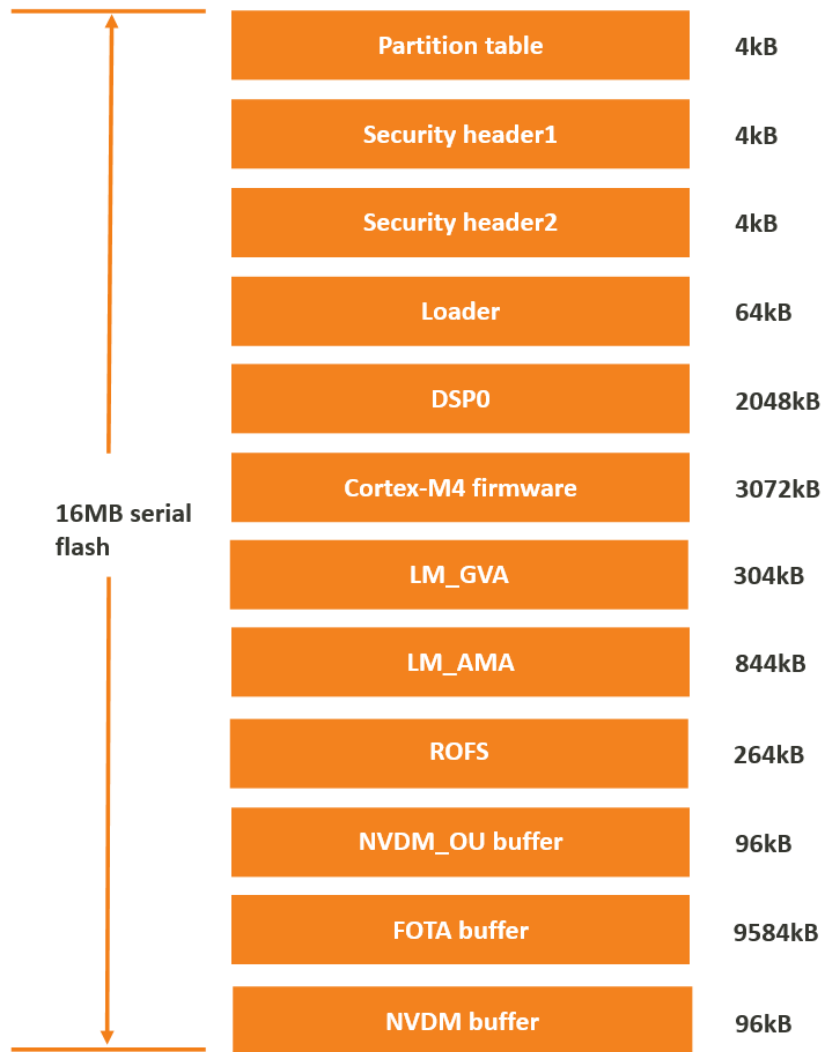 Partition table 4kB
Security header1 4kB
Security header2 4kB
Loader 64kB
DSP0 2048kB
Cortex-M4 firmware 3072kB
16MB serial
flash
LM_GVA 304kB
LM_AMA 844kB
ROFS 264kB
NVDM_OU buffer 96kB
FOTA buffer 9584kB
NVDM buffer 96kB